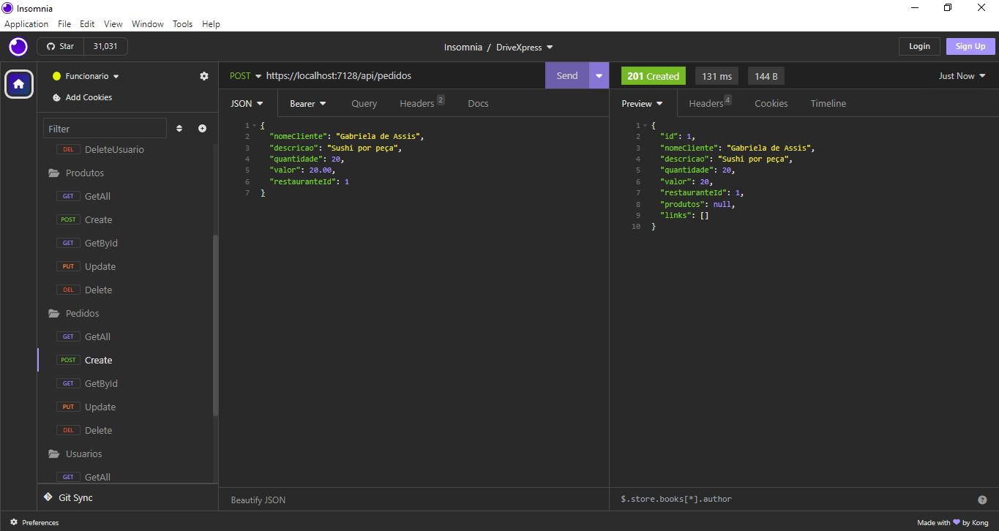 Insomnia
Application File Edit View Window Tools Help
Star 31,031
Insomnia / DriveXpress
Login Sign Up
Funcionario
Add Cookies
Filter
DEL DeleteUsuario
Produtos
GET GetAll
POST Create
GET GetById
PUT Update
DEL Delete
Pedidos
GET GetAll
POST Create
GET GetById
PUT Update
DEL Delete
Usuarios
GET GetAll
Git Sync
POST https://localhost:7128/api/pedidos Send
JSON Bearer Query Headers 2 Docs
1 {
2 "nomeCliente": "Gabriela de Assis",
3 "descricao": "Sushi por peça",
4 "quantidade": 20,
5 "valor": 20.00,
6 "restauranteId": 1
7 }
Beautify JSON
201 Created 131 ms 144 B Just Now
Preview Headers 4 Cookies Timeline
1 {
2 "id": 1,
3 "nomeCliente": "Gabriela de Assis",
4 "descricao": "Sushi por peça",
5 "quantidade": 20,
6 "valor": 20,
7 "restauranteId": 1,
8 "produtos": null,
9 "links": []
10 }
$.store.books[*].author
Preferences
Made with by Kong